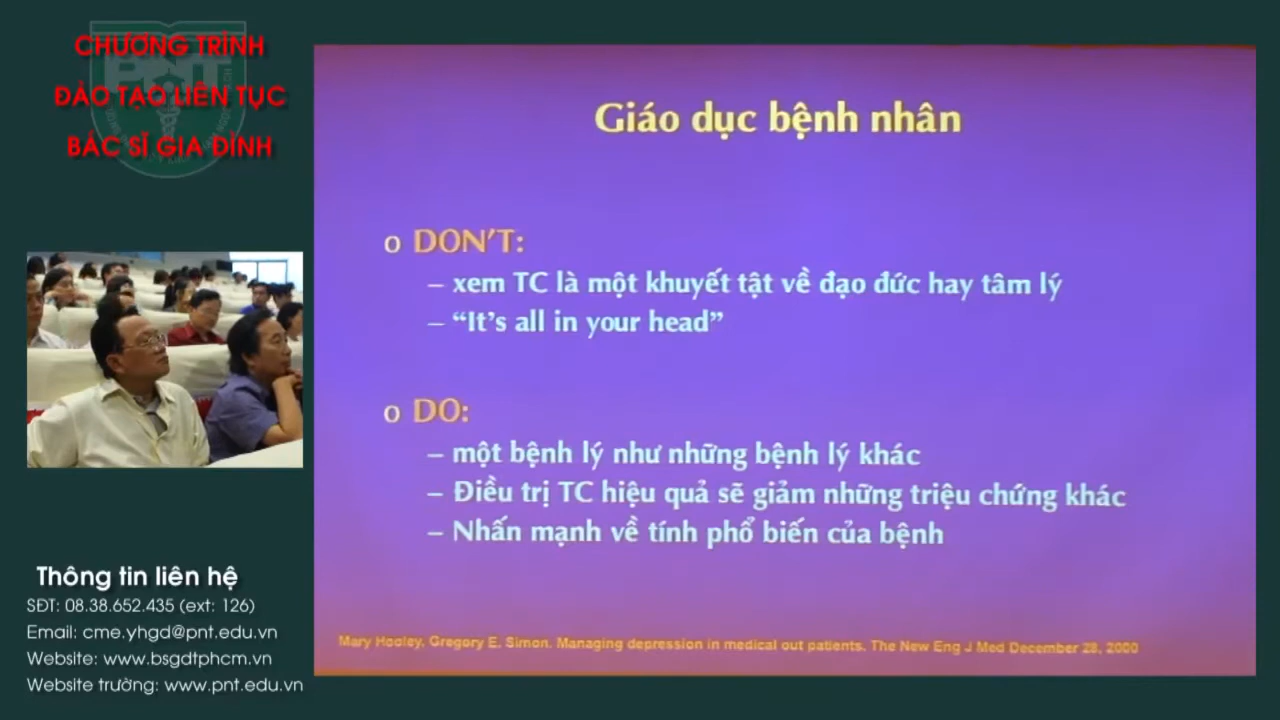 CHƯƠNG TRÌNH
ĐÀO TẠO LIÊN TỤC
BÁC SĨ GIA ĐÌNH
PNT
Giáo dục bệnh nhân
o DON'T:
– xem TC là một khuyết tật về đạo đức hay tâm lý
– “It's all in your head”
o DO:
– một bệnh lý như những bệnh lý khác
– Điều trị TC hiệu quả sẽ giảm những triệu chứng khác
– Nhấn mạnh về tính phổ biến của bệnh
Mary Hooley, Gregory E. Simon. Managing depression in medical out patients. The New Eng J Med December 28, 2000
Thông tin liên hệ
SĐT: 08.38.652.435 (ext: 126)
Email: cme.yhgd@pnt.edu.vn
Website: www.bsgdtphcm.vn
Website trường: www.pnt.edu.vn